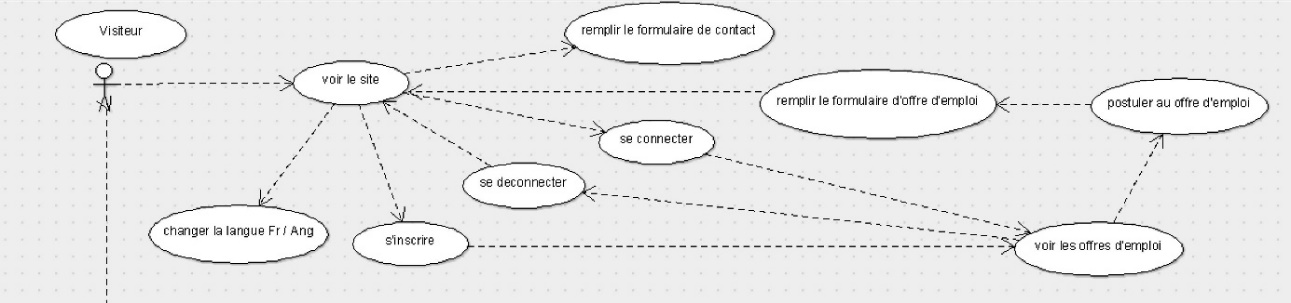 Visiteur
remplir le formulaire de contact
voir le site
remplir le formulaire d'offre d'emploi
postuler au offre d'emploi
se connecter
se deconnecter
changer la langue Fr / Ang
s'inscrire
voir les offres d'emploi